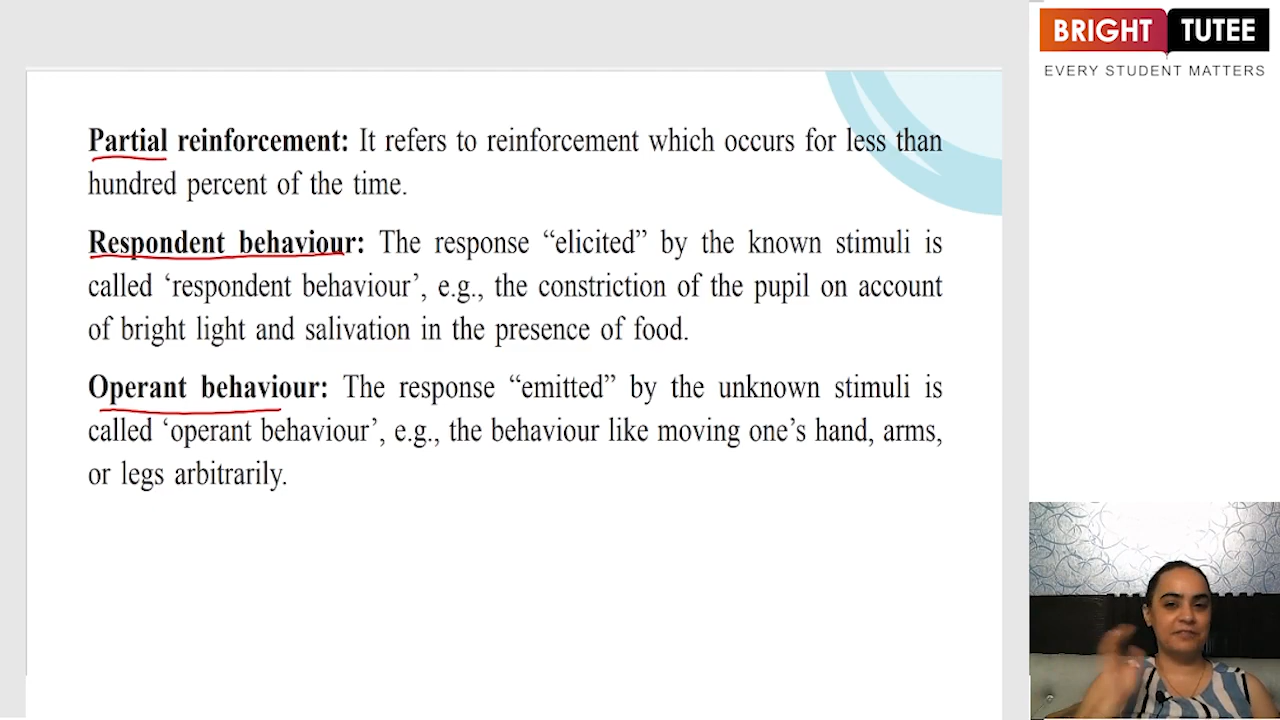 BRIGHT TUTEE
EVERY STUDENT MATTERS
Partial reinforcement: It refers to reinforcement which occurs for less than
hundred percent of the time.
Respondent behaviour: The response “elicited” by the known stimuli is
called ‘respondent behaviour’, e.g., the constriction of the pupil on account
of bright light and salivation in the presence of food.
Operant behaviour: The response “emitted” by the unknown stimuli is
called ‘operant behaviour’, e.g., the behaviour like moving one’s hand, arms,
or legs arbitrarily.